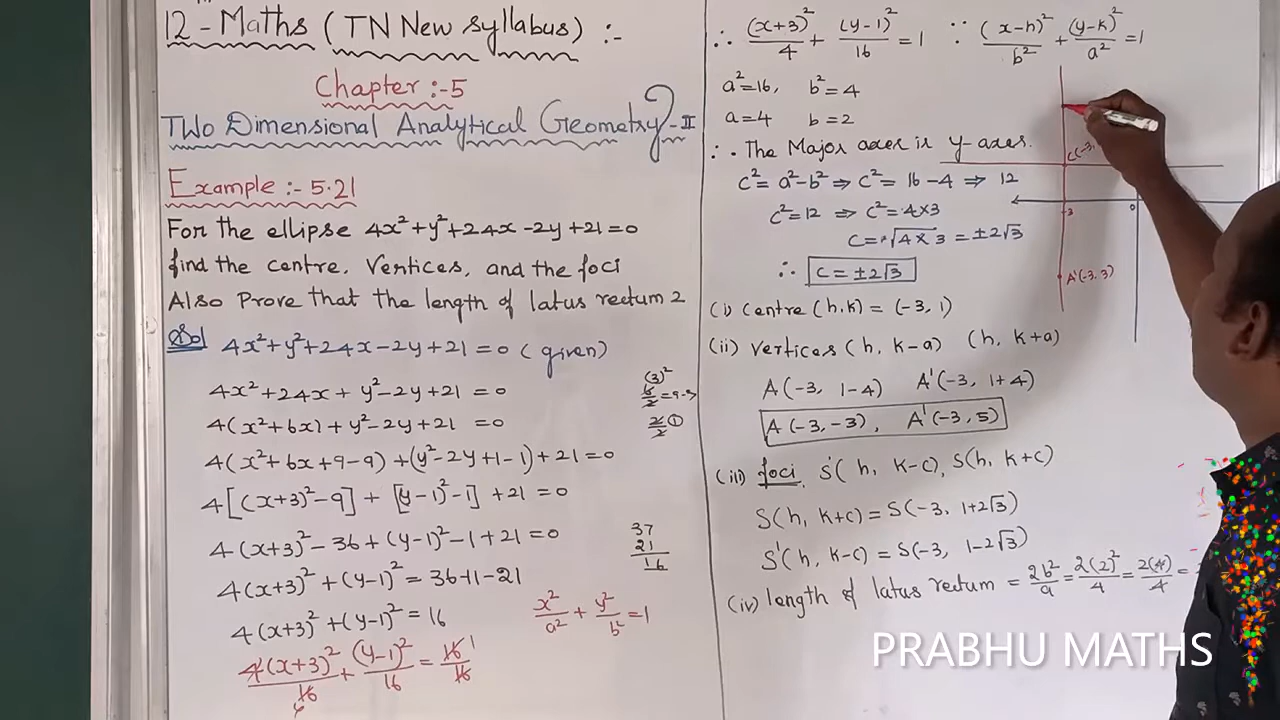 12 - Maths (TN New syllabus) :-
Chapter :-5
Two Dimensional Analytical Geometry - II
Example :- 5.21
For the ellipse 4x²+y²+24x-2y+21=0
find the centre, Vertices, and the foci
Also Prove that the length of latus rectum 2
Sol 4x²+y²+24x-2y+21=0 (given)
4x²+24x+y²-2y+21 =0
4(x²+6x)+y²-2y+21 =0
4(x²+6x+9-9)+(y²-2y+1-1)+21=0
4[(x+3)²-9]+[(y-1)²-1]+21=0
4(x+3)²-36+(y-1)²-1+21=0
4(x+3)²+(y-1)²=36+1-21
4(x+3)²+(y-1)²=16
4(x+3)²/16+(y-1)²/16=16/16
(3)²
2/2 ①
37
21
16
x²/a²+y²/b²=1
∴ (x+3)²/4+(y-1)²/16=1 ∵ (x-h)²/b²+(y-k)²/a²=1
a²=16, b²=4
a=4 b=2
∴ The Major axes is y-axes.
c²=a²-b² ⇒ c²=16-4 ⇒ 12
c²=12 ⇒ c²=4×3
c=√4×3=±2√3
∴ c=±2√3
(i) Centre (h,k)=(-3,1)
(ii) Vertices (h, k-a) (h, k+a)
A(-3, 1-4) A'(-3, 1+4)
A(-3,-3), A'(-3,5)
(iii) foci, S'(h, k-c), S(h, k+c)
S(h, k+c)=S(-3, 1+2√3)
S'(h, k-c)=S(-3, 1-2√3)
(iv) length of latus rectum =2b²/a=2(2)²/4=2(4)/4=
C(-3,
-3
0
A'(-3,3)
PRABHU MATHS